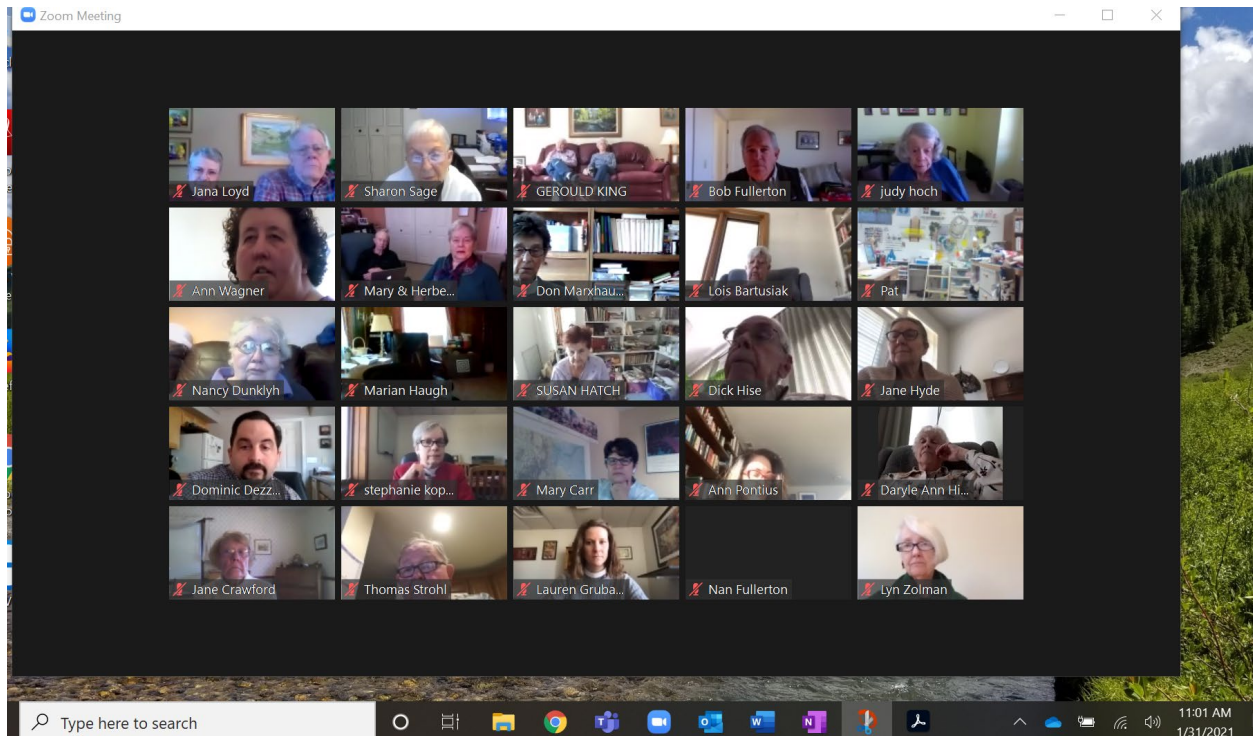 Zoom Meeting
Jana Loyd
Sharon Sage
GEROULD KING
Bob Fullerton
judy hoch
Ann Wagner
Mary & Herbe...
Don Marxhau...
Lois Bartusiak
Pat
Nancy Dunklyh
Marian Haugh
SUSAN HATCH
Dick Hise
Jane Hyde
Dominic Dezz...
stephanie kop...
Mary Carr
Ann Pontius
Daryle Ann Hi...
Jane Crawford
Thomas Strohl
Lauren Gruba...
Nan Fullerton
Lyn Zolman
Type here to search
11:01 AM
1/31/2021